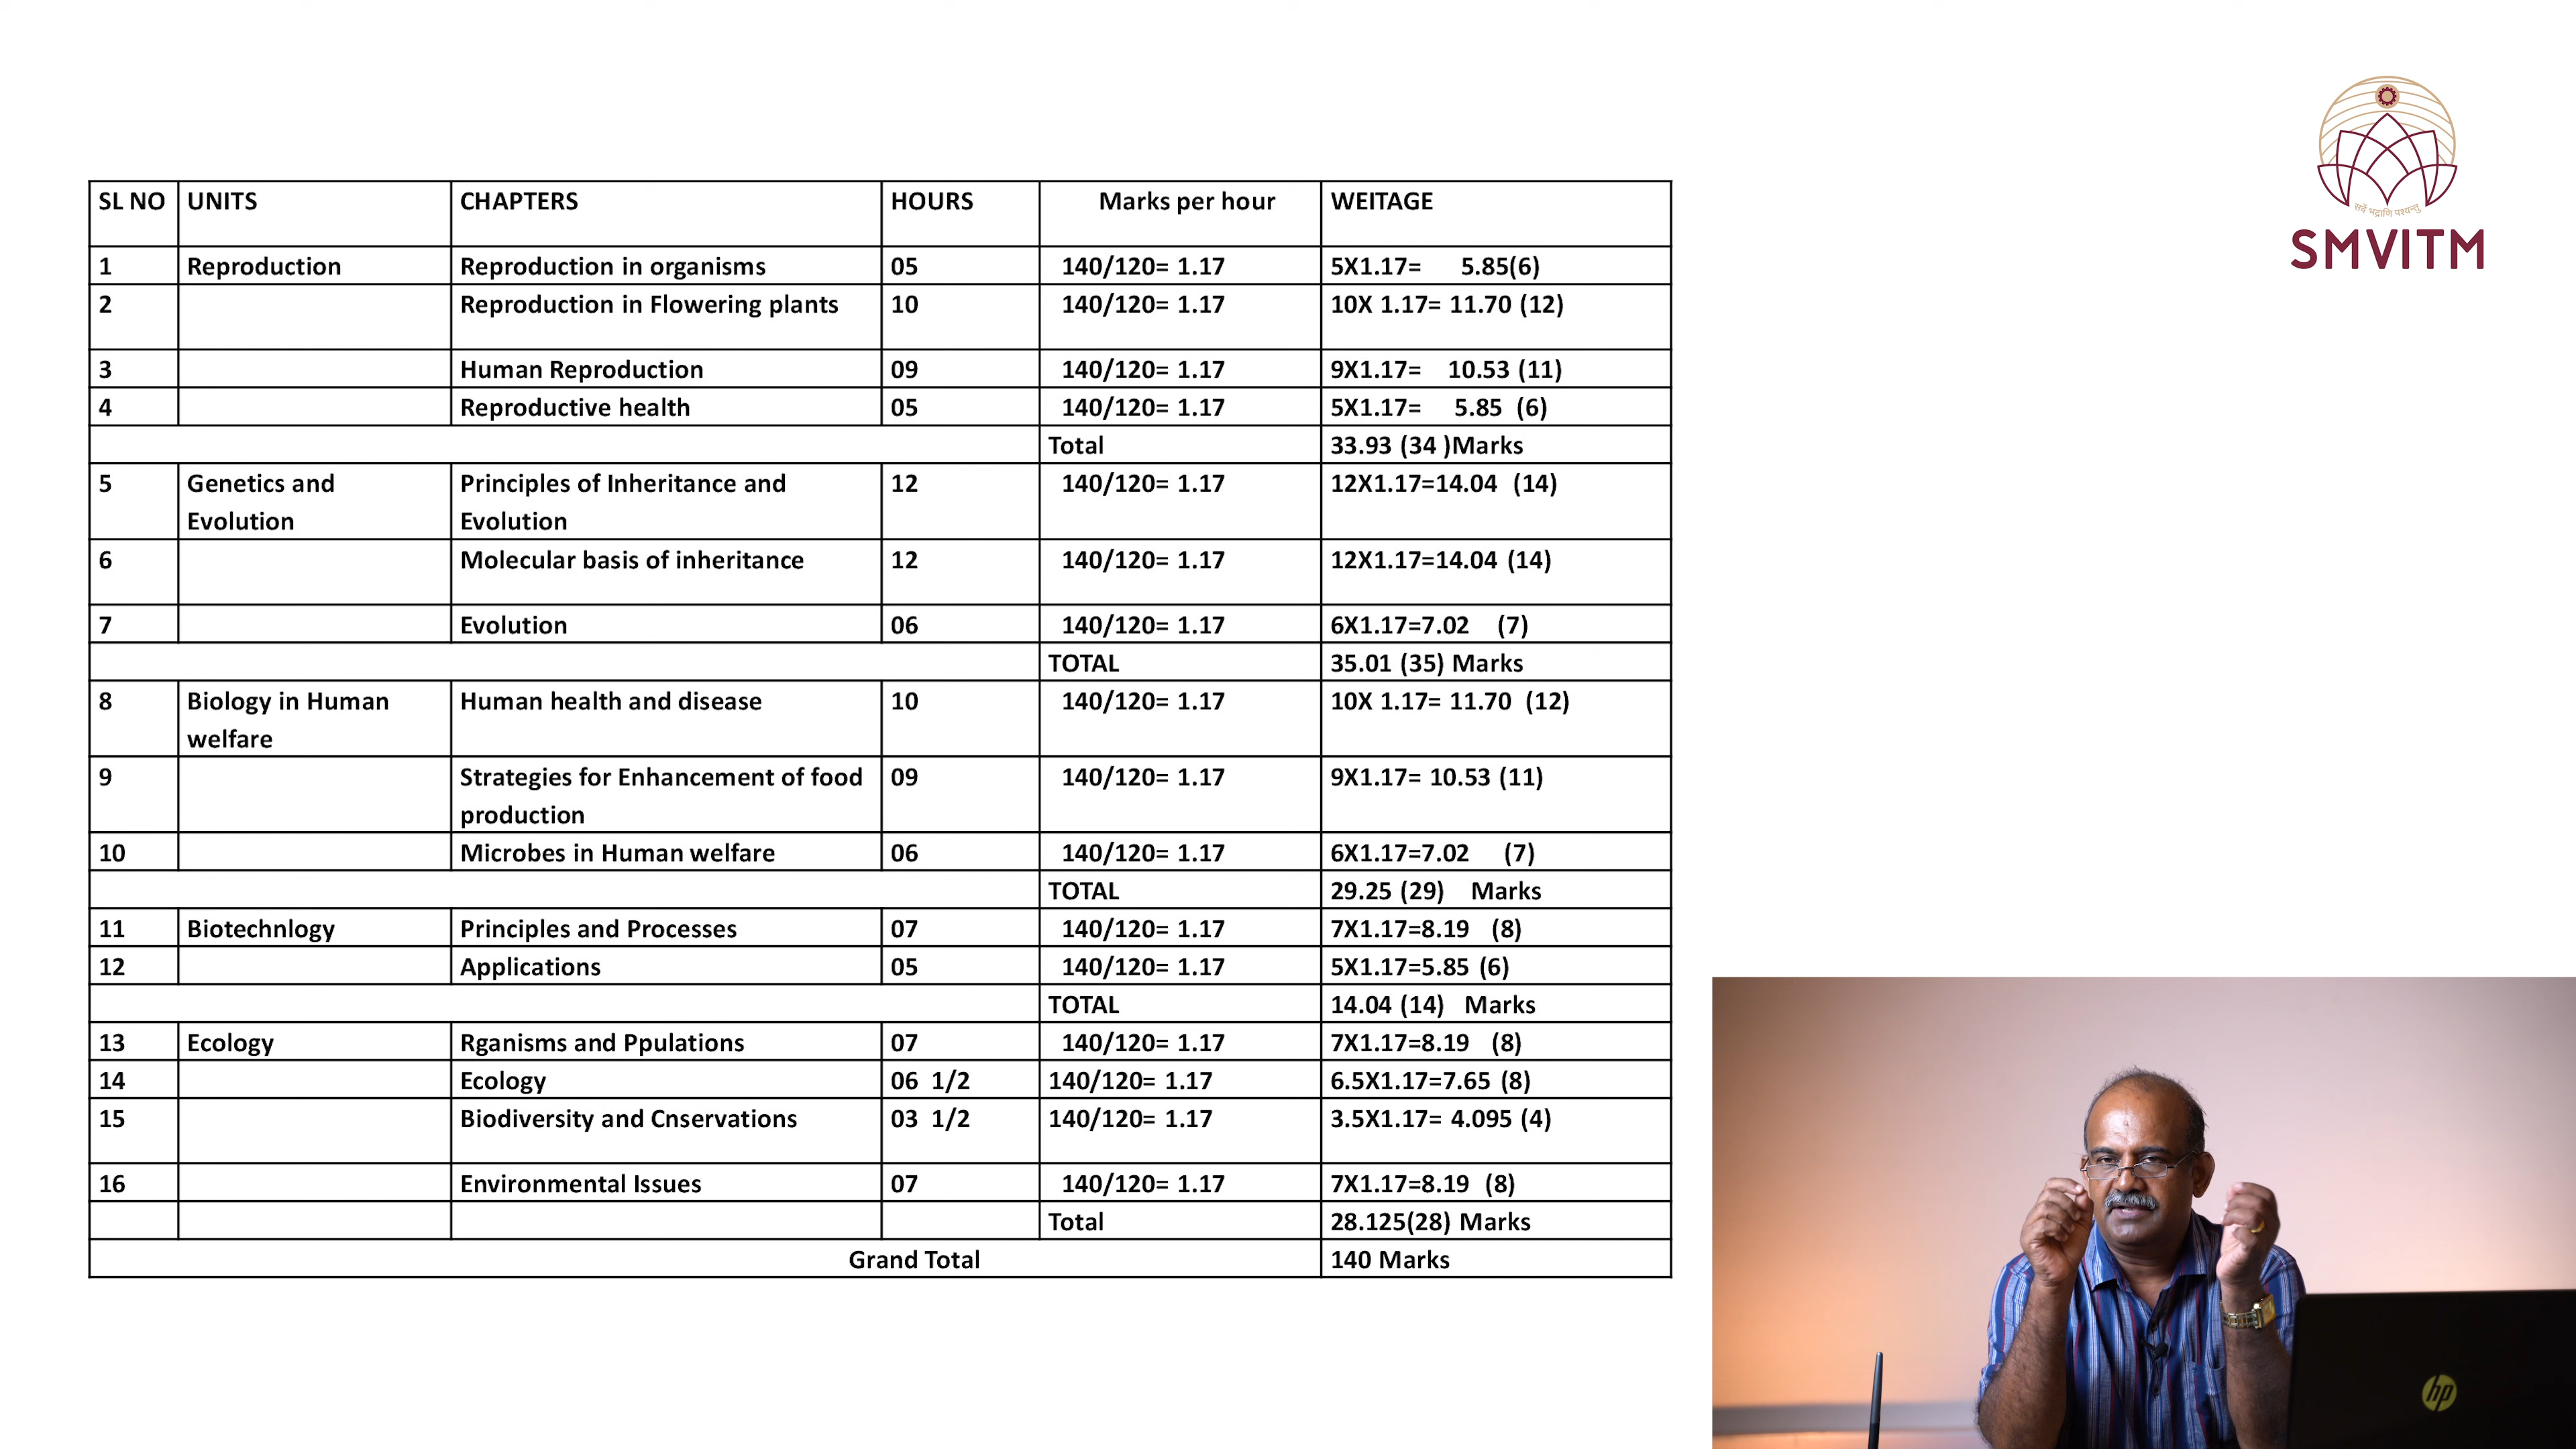 सर्वे भद्राणि पश्यन्तु
SMVITM
SL NO UNITS CHAPTERS HOURS Marks per hour WEITAGE
1 Reproduction Reproduction in organisms 05 140/120= 1.17 5X1.17= 5.85(6)
2 Reproduction in Flowering plants 10 140/120= 1.17 10X 1.17= 11.70 (12)
3 Human Reproduction 09 140/120= 1.17 9X1.17= 10.53 (11)
4 Reproductive health 05 140/120= 1.17 5X1.17= 5.85 (6)
Total 33.93 (34 )Marks
5 Genetics and Principles of Inheritance and 12 140/120= 1.17 12X1.17=14.04 (14)
Evolution Evolution
6 Molecular basis of inheritance 12 140/120= 1.17 12X1.17=14.04 (14)
7 Evolution 06 140/120= 1.17 6X1.17=7.02 (7)
TOTAL 35.01 (35) Marks
8 Biology in Human Human health and disease 10 140/120= 1.17 10X 1.17= 11.70 (12)
welfare
9 Strategies for Enhancement of food 09 140/120= 1.17 9X1.17= 10.53 (11)
production
10 Microbes in Human welfare 06 140/120= 1.17 6X1.17=7.02 (7)
TOTAL 29.25 (29) Marks
11 Biotechnlogy Principles and Processes 07 140/120= 1.17 7X1.17=8.19 (8)
12 Applications 05 140/120= 1.17 5X1.17=5.85 (6)
TOTAL 14.04 (14) Marks
13 Ecology Rganisms and Ppulations 07 140/120= 1.17 7X1.17=8.19 (8)
14 Ecology 06 1/2 140/120= 1.17 6.5X1.17=7.65 (8)
15 Biodiversity and Cnservations 03 1/2 140/120= 1.17 3.5X1.17= 4.095 (4)
16 Environmental Issues 07 140/120= 1.17 7X1.17=8.19 (8)
Total 28.125(28) Marks
Grand Total 140 Marks
hp